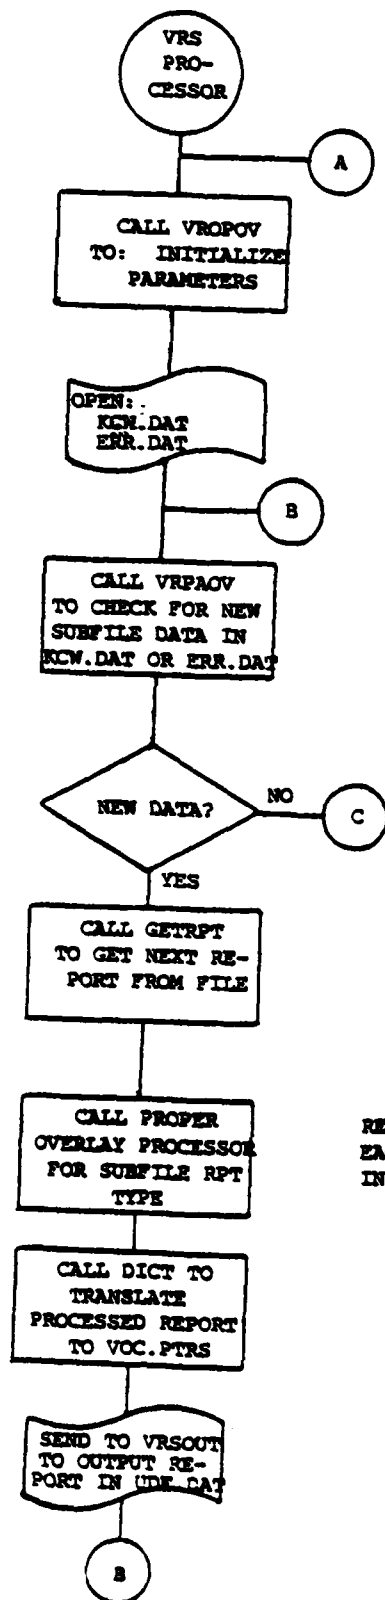 VRS
PRO-
CESSOR
A
CALL VROPOV
TO: INITIALIZE
PARAMETERS
OPEN:
KCW.DAT
ERR.DAT
B
CALL VRPAOV
TO CHECK FOR NEW
SUBFILE DATA IN
KCW.DAT OR ERR.DAT
NEW DATA?
NO
C
YES
CALL GETRPT
TO GET NEXT RE-
PORT FROM FILE
CALL PROPER
OVERLAY PROCESSOR
FOR SUBFILE RPT
TYPE
RE
EA
IN
CALL DICT TO
TRANSLATE
PROCESSED REPORT
TO VOC.PTRS
SEND TO VRSOUT
TO OUTPUT RE-
PORT IN UDE.DAT
B